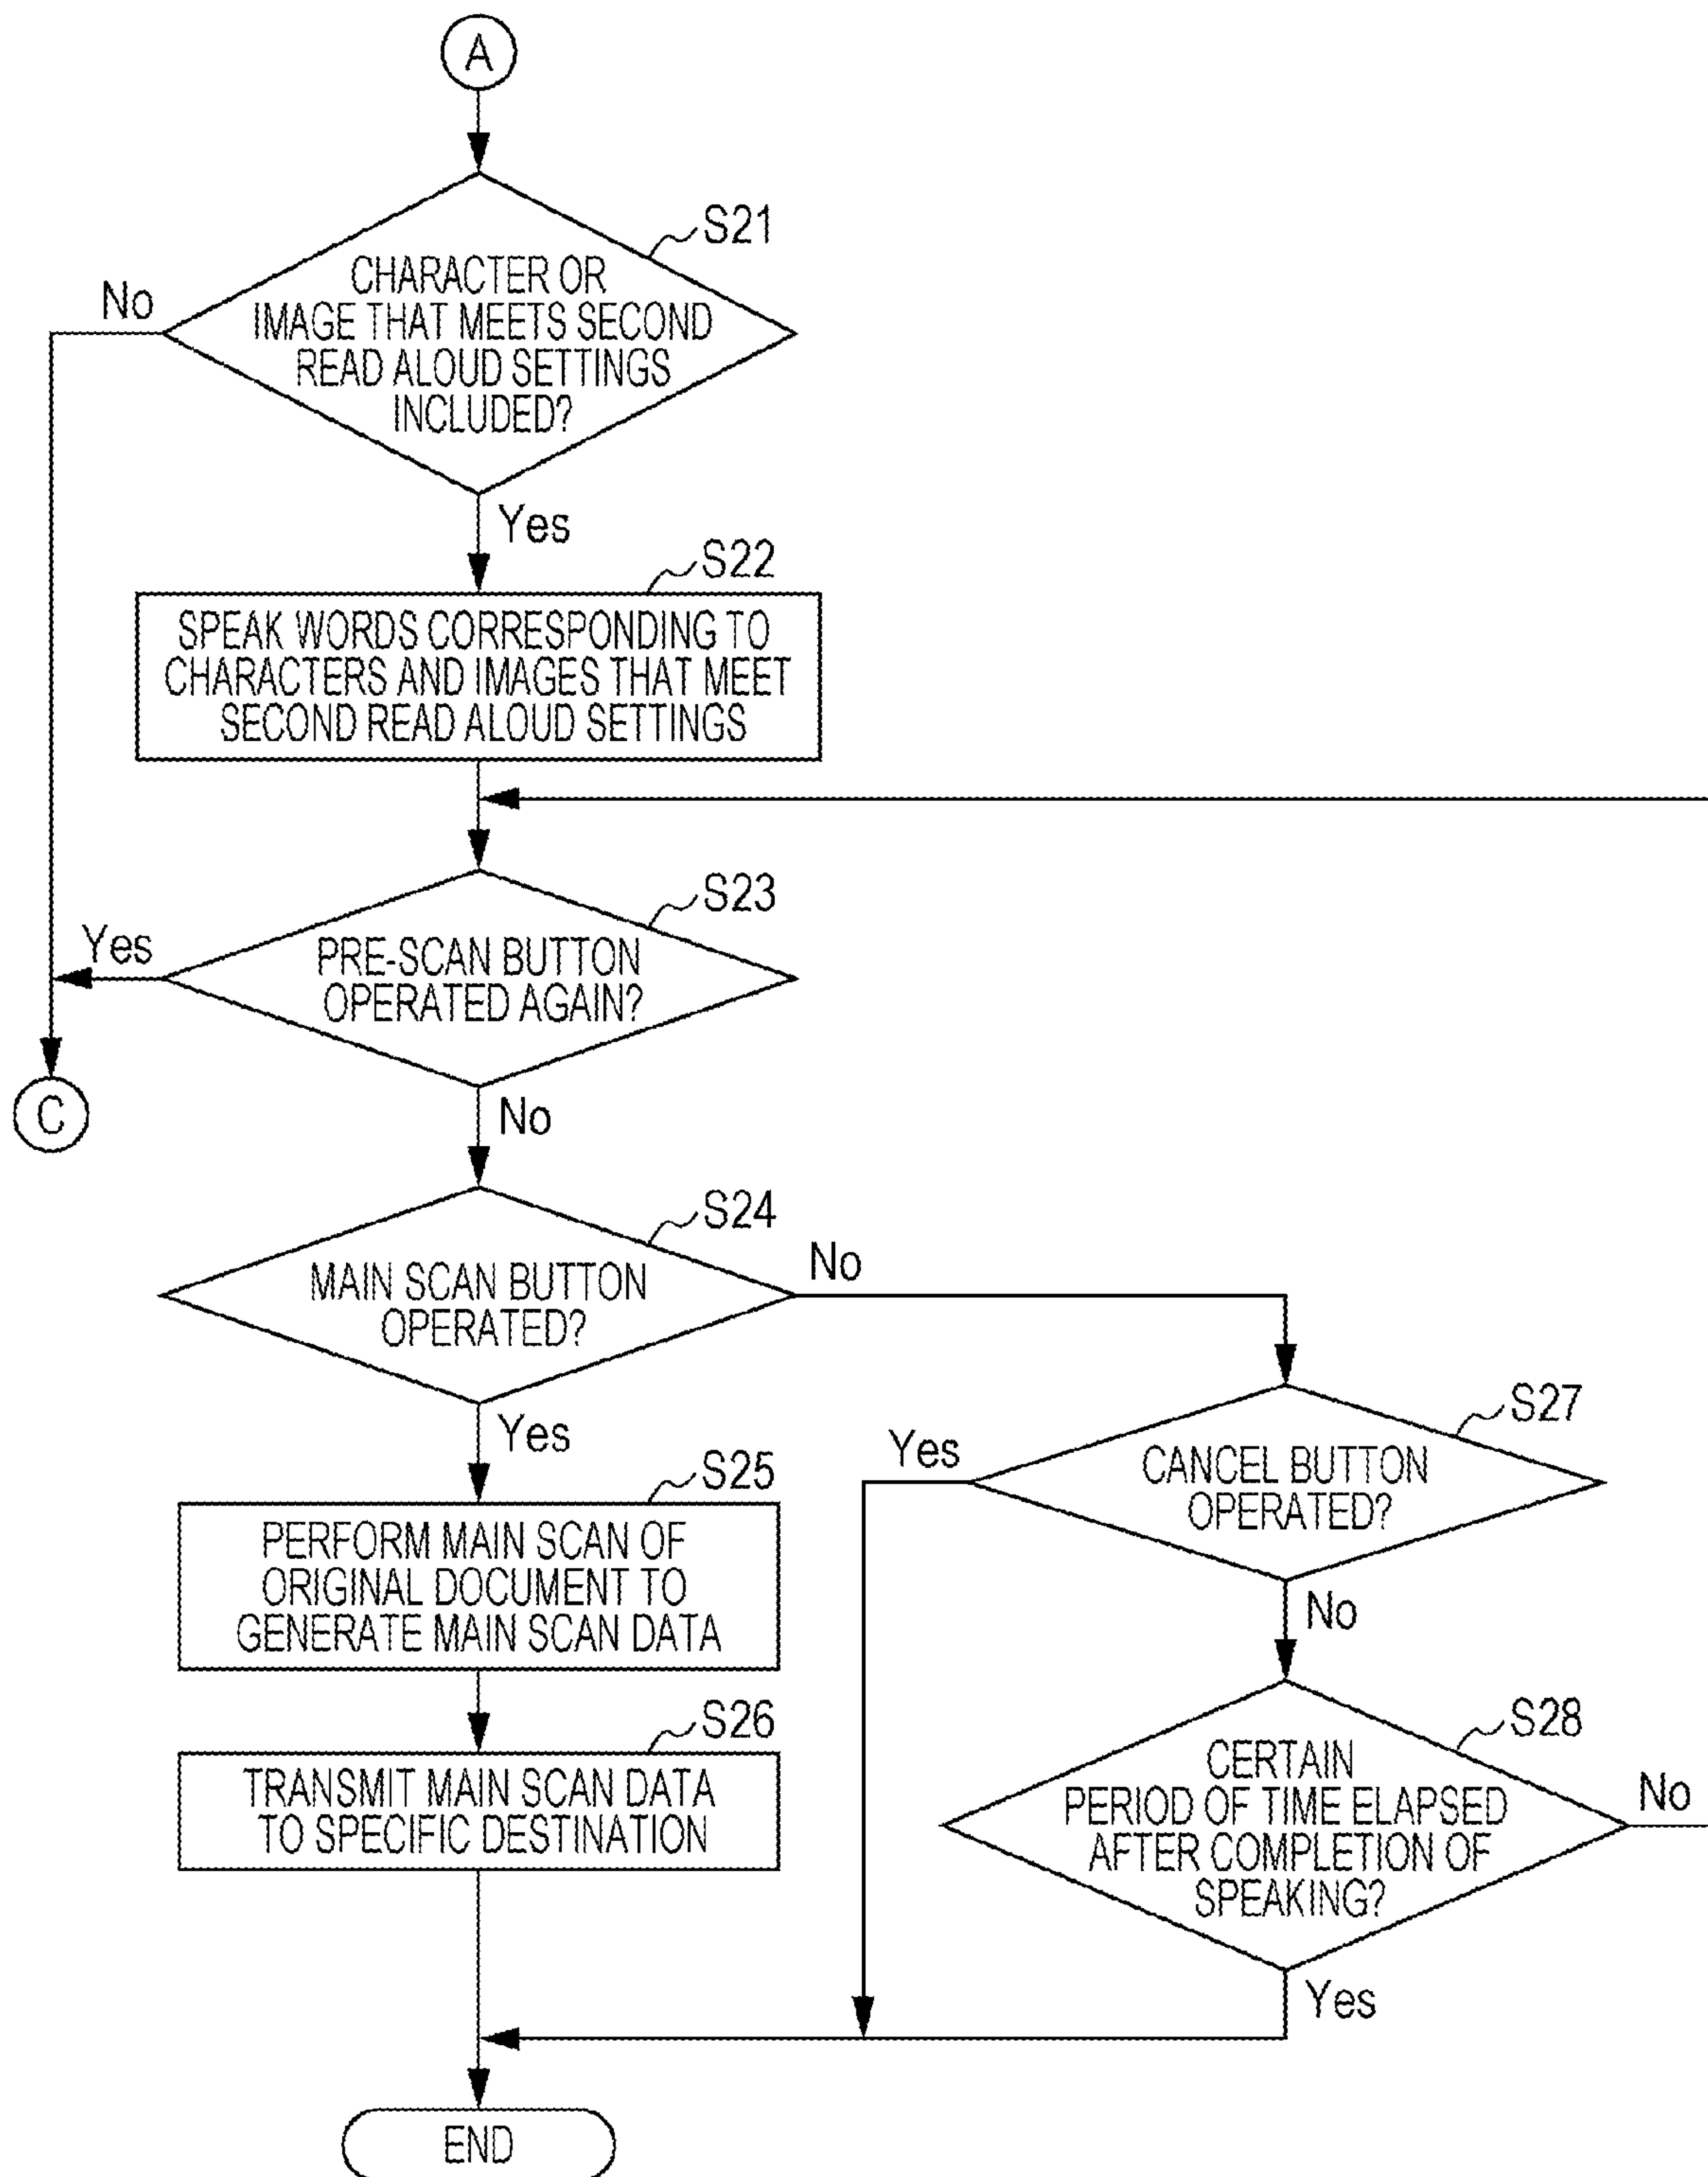 A
S21
CHARACTER OR
IMAGE THAT MEETS SECOND
READ ALOUD SETTINGS
INCLUDED?
No
Yes
S22
SPEAK WORDS CORRESPONDING TO
CHARACTERS AND IMAGES THAT MEET
SECOND READ ALOUD SETTINGS
S23
PRE-SCAN BUTTON
OPERATED AGAIN?
Yes
C
No
S24
MAIN SCAN BUTTON
OPERATED?
No
Yes
S25
PERFORM MAIN SCAN OF
ORIGINAL DOCUMENT TO
GENERATE MAIN SCAN DATA
S26
TRANSMIT MAIN SCAN DATA
TO SPECIFIC DESTINATION
S27
CANCEL BUTTON
OPERATED?
Yes
No
S28
CERTAIN
PERIOD OF TIME ELAPSED
AFTER COMPLETION OF
SPEAKING?
No
Yes
END